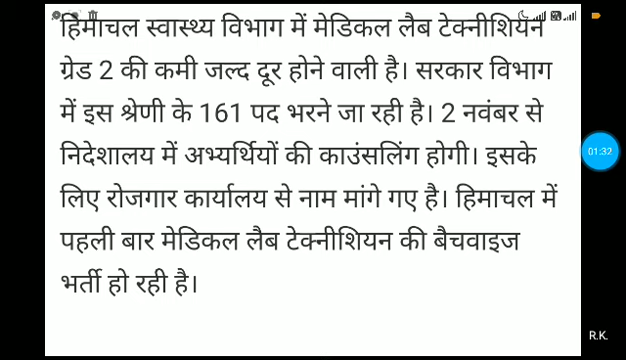 हिमाचल स्वास्थ्य विभाग में मेडिकल लैब टेक्नीशियन
ग्रेड 2 की कमी जल्द दूर होने वाली है। सरकार विभाग
में इस श्रेणी के 161 पद भरने जा रही है। 2 नवंबर से
निदेशालय में अभ्यर्थियों की काउंसलिंग होगी। इसके
लिए रोजगार कार्यालय से नाम मांगे गए है। हिमाचल में
पहली बार मेडिकल लैब टेक्नीशियन की बैचवाइज
भर्ती हो रही है।
01:32
R.K.